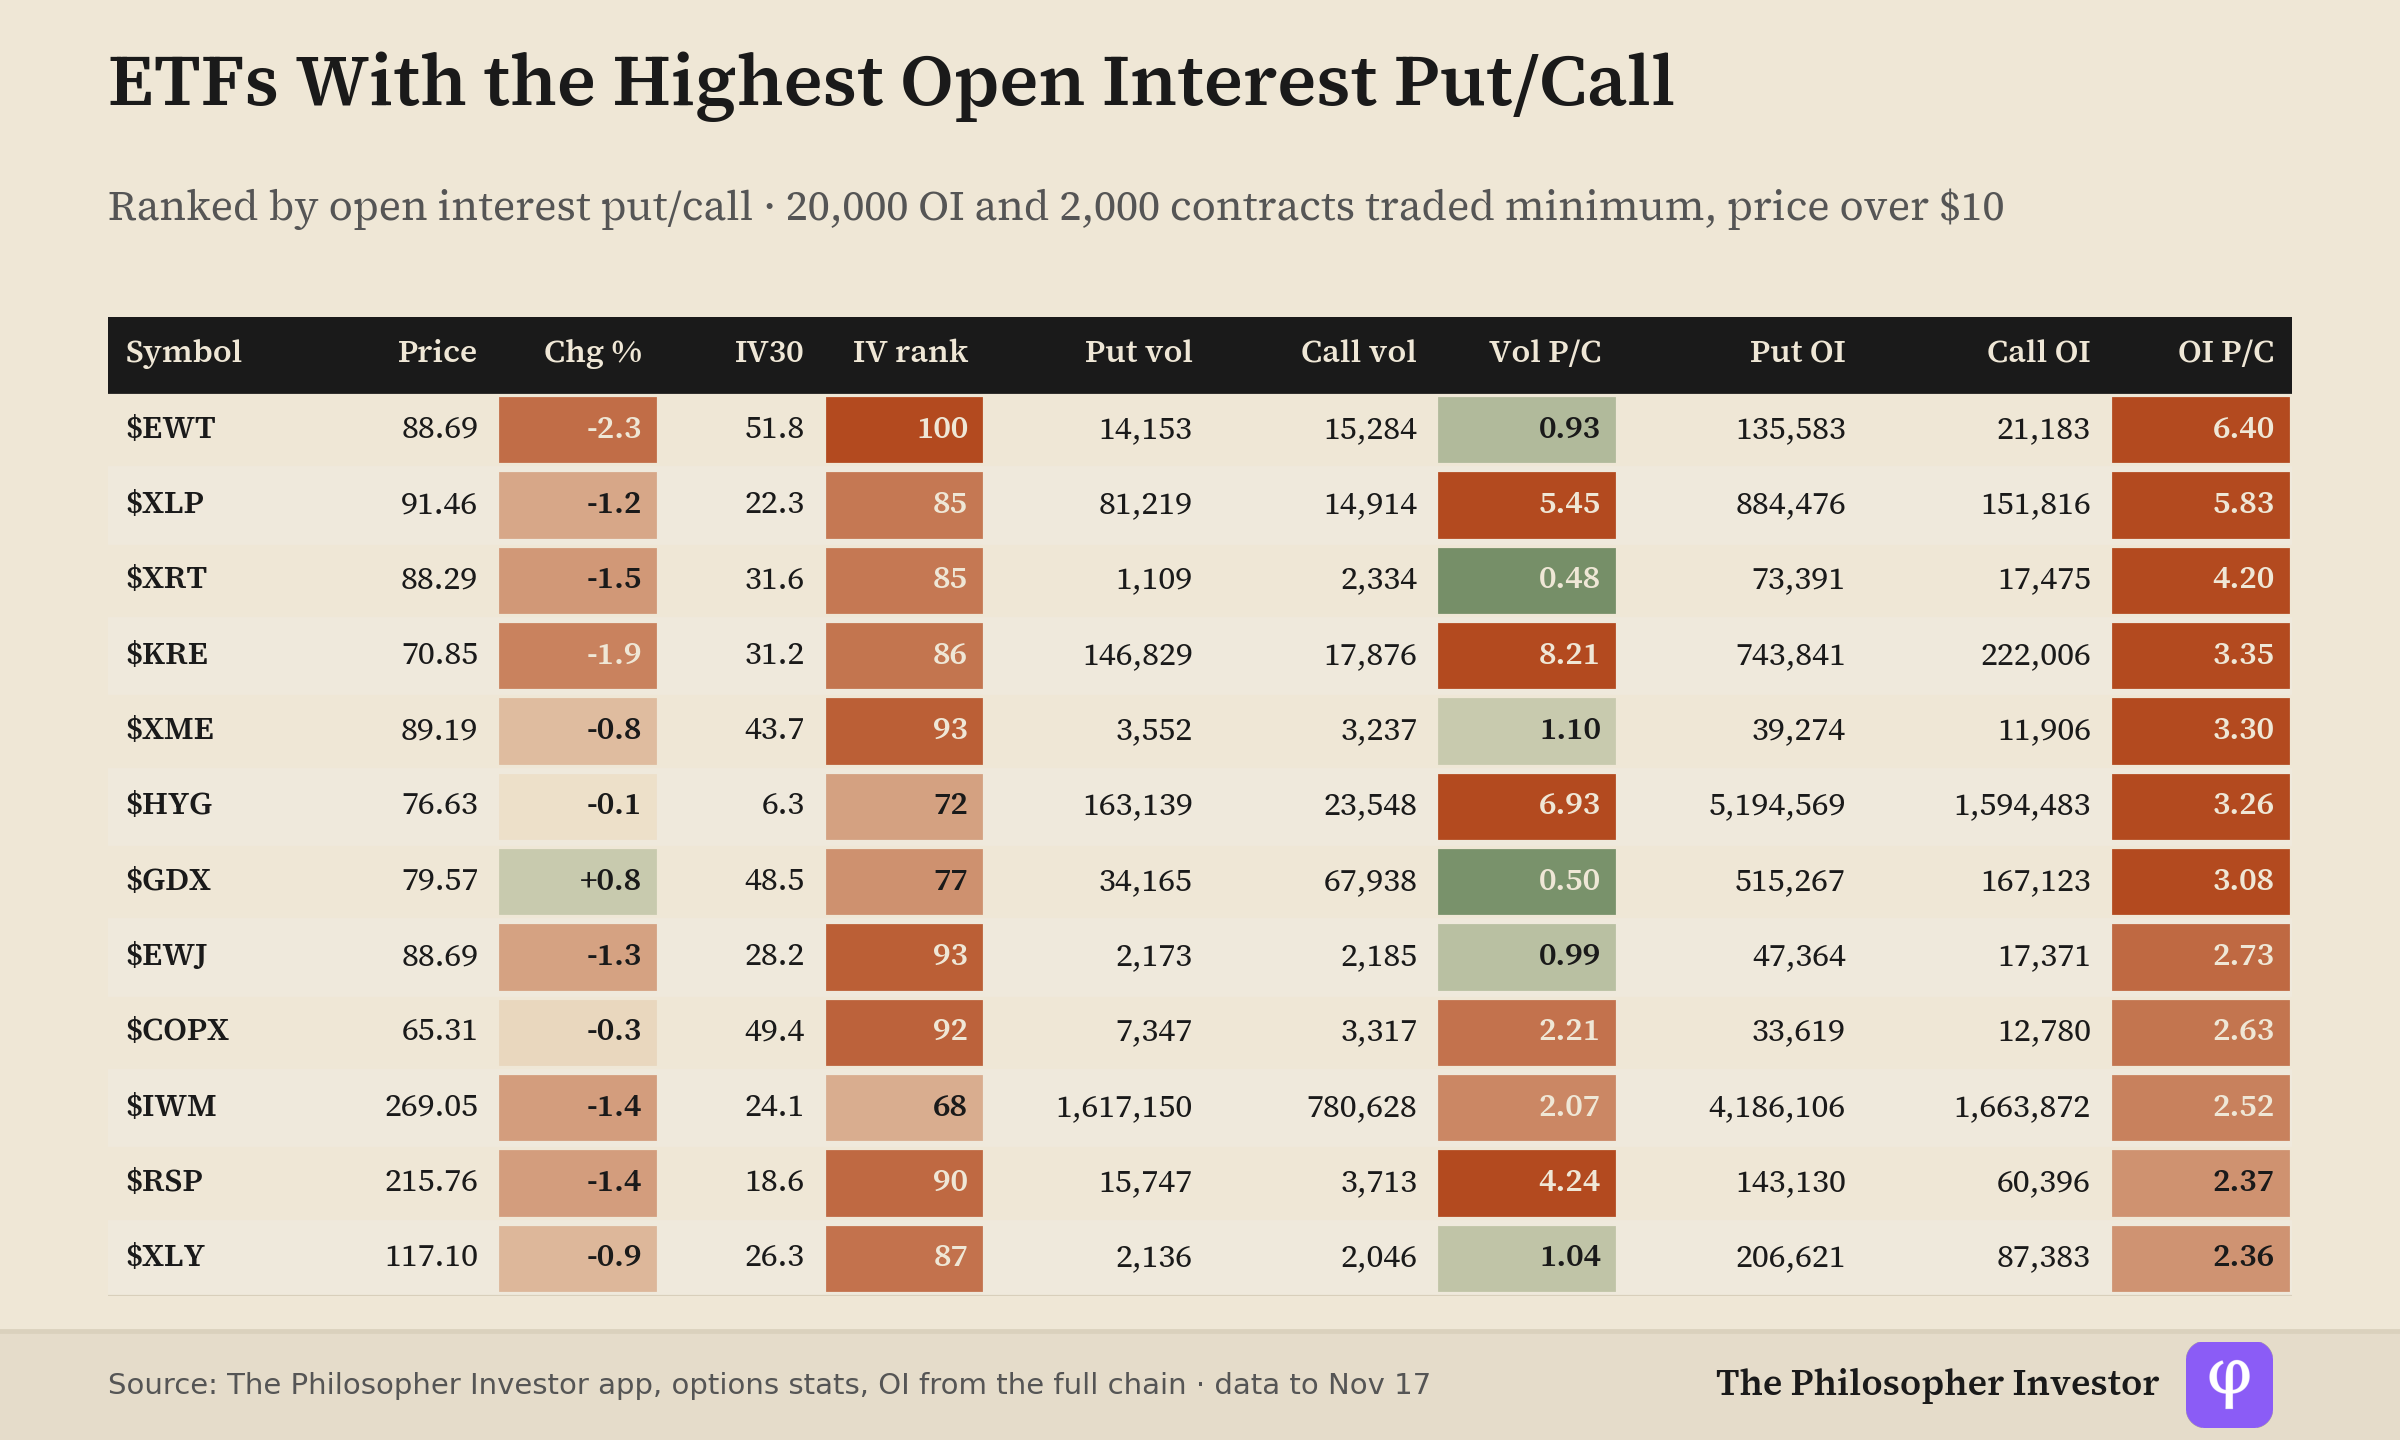 ETFs With the Highest Open Interest Put/Call
Ranked by open interest put/call · 20,000 OI and 2,000 contracts traded minimum, price over $10
Symbol Price Chg % IV30 IV rank Put vol Call vol Vol P/C Put OI Call OI OI P/C
$EWT 88.69 -2.3 51.8 100 14,153 15,284 0.93 135,583 21,183 6.40
$XLP 91.46 -1.2 22.3 85 81,219 14,914 5.45 884,476 151,816 5.83
$XRT 88.29 -1.5 31.6 85 1,109 2,334 0.48 73,391 17,475 4.20
$KRE 70.85 -1.9 31.2 86 146,829 17,876 8.21 743,841 222,006 3.35
$XME 89.19 -0.8 43.7 93 3,552 3,237 1.10 39,274 11,906 3.30
$HYG 76.63 -0.1 6.3 72 163,139 23,548 6.93 5,194,569 1,594,483 3.26
$GDX 79.57 +0.8 48.5 77 34,165 67,938 0.50 515,267 167,123 3.08
$EWJ 88.69 -1.3 28.2 93 2,173 2,185 0.99 47,364 17,371 2.73
$COPX 65.31 -0.3 49.4 92 7,347 3,317 2.21 33,619 12,780 2.63
$IWM 269.05 -1.4 24.1 68 1,617,150 780,628 2.07 4,186,106 1,663,872 2.52
$RSP 215.76 -1.4 18.6 90 15,747 3,713 4.24 143,130 60,396 2.37
$XLY 117.10 -0.9 26.3 87 2,136 2,046 1.04 206,621 87,383 2.36
Source: The Philosopher Investor app, options stats, OI from the full chain · data to Nov 17
The Philosopher Investor φ